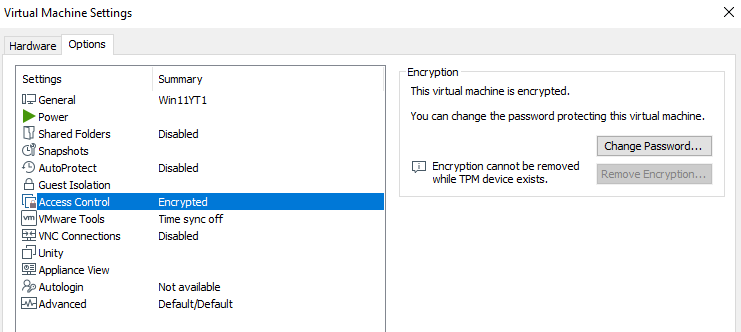 Virtual Machine Settings
Hardware Options
Settings Summary
General Win11YT1
Power
Shared Folders Disabled
Snapshots
AutoProtect Disabled
Guest Isolation
Access Control Encrypted
vm VMware Tools Time sync off
VNC Connections Disabled
Unity
Appliance View
Autologin Not available
Advanced Default/Default
Encryption
This virtual machine is encrypted.
You can change the password protecting this virtual machine.
Change Password...
Encryption cannot be removed
while TPM device exists.
Remove Encryption...